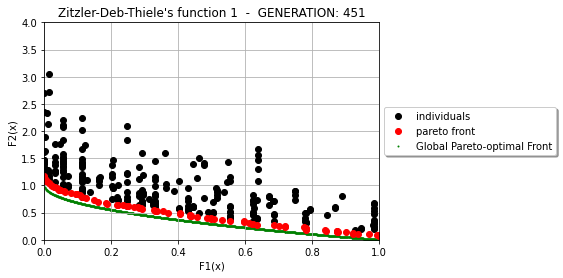 Zitzler-Deb-Thiele's function 1 - GENERATION: 451
4.0
3.5
3.0
2.5
2.0
1.5
1.0
0.5
0.0
F2(x)
0.0 0.2 0.4 0.6 0.8 1.0
F1(x)
individuals
pareto front
Global Pareto-optimal Front